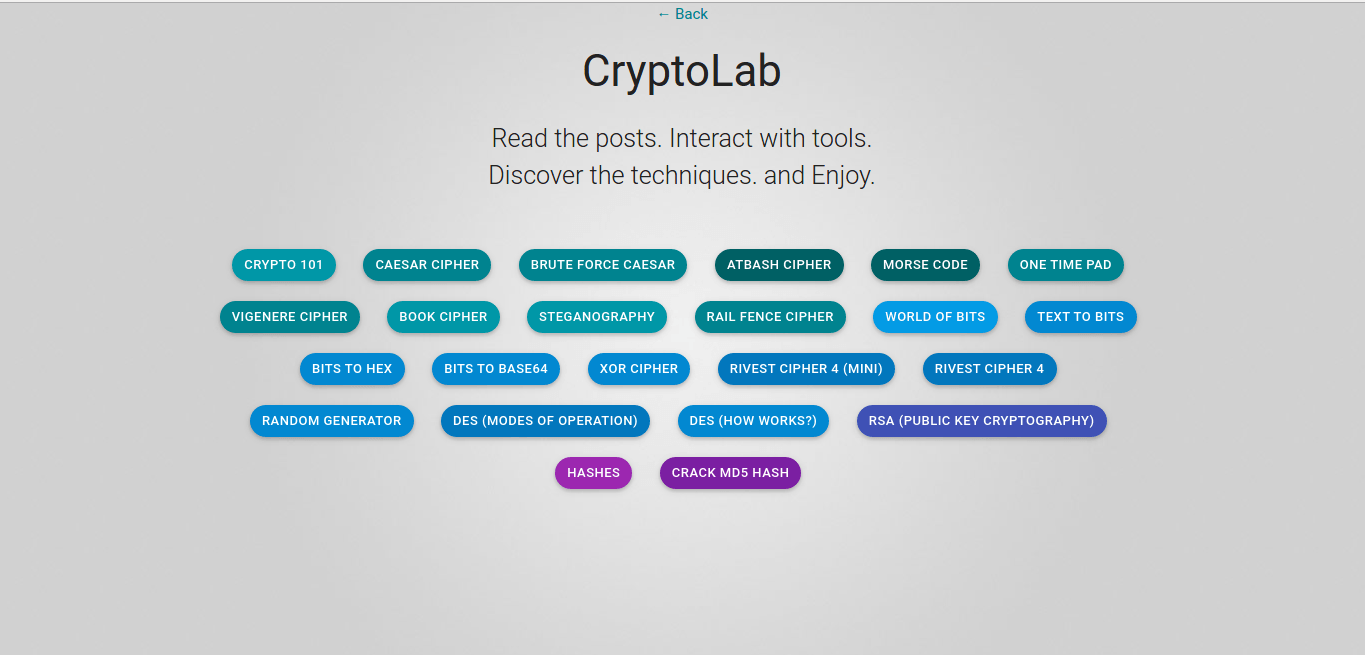 ← Back
CryptoLab
Read the posts. Interact with tools.
Discover the techniques. and Enjoy.
CRYPTO 101 CAESAR CIPHER BRUTE FORCE CAESAR ATBASH CIPHER MORSE CODE ONE TIME PAD
VIGENERE CIPHER BOOK CIPHER STEGANOGRAPHY RAIL FENCE CIPHER WORLD OF BITS TEXT TO BITS
BITS TO HEX BITS TO BASE64 XOR CIPHER RIVEST CIPHER 4 (MINI) RIVEST CIPHER 4
RANDOM GENERATOR DES (MODES OF OPERATION) DES (HOW WORKS?) RSA (PUBLIC KEY CRYPTOGRAPHY)
HASHES CRACK MD5 HASH